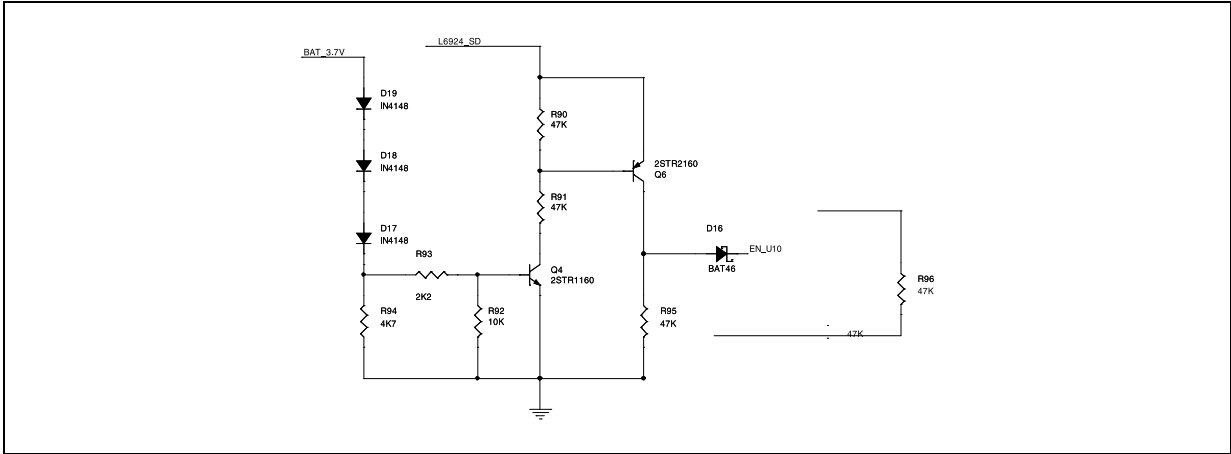 L6924_SD
BAT_3.7V
D19
IN4148
R90
47K
D18
IN4148
2STR2160
Q6
R91
47K
D17
IN4148
D16
EN_U10
BAT46
R93
2K2
Q4
2STR1160
R96
47K
R94
4K7
R92
10K
R95
47K
47K